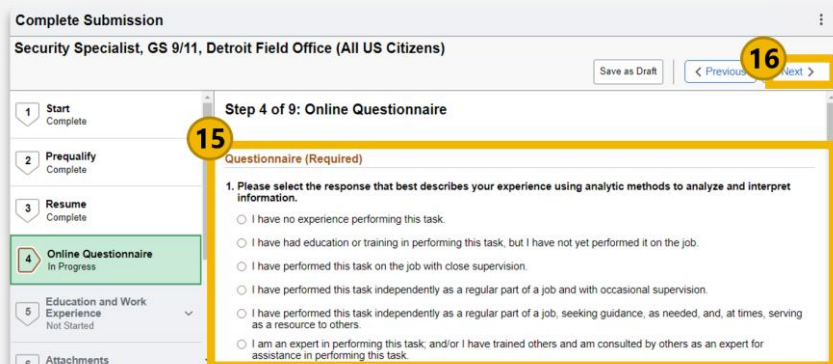 Complete Submission
Security Specialist, GS 9/11, Detroit Field Office (All US Citizens)
16
Save as Draft
Previous
Next
1 Start
Complete
2 Prequalify
Complete
3 Resume
Complete
4 Online Questionnaire
In Progress
5 Education and Work
Experience
Not Started
6 Attachments
Step 4 of 9: Online Questionnaire
15
Questionnaire (Required)
1. Please select the response that best describes your experience using analytic methods to analyze and interpret
information.
I have no experience performing this task.
I have had education or training in performing this task, but I have not yet performed it on the job.
I have performed this task on the job with close supervision.
I have performed this task independently as a regular part of a job and with occasional supervision.
I have performed this task independently as a regular part of a job, seeking guidance, as needed, and, at times, serving
as a resource to others.
I am an expert in performing this task; and/or I have trained others and am consulted by others as an expert for
assistance in performing this task.